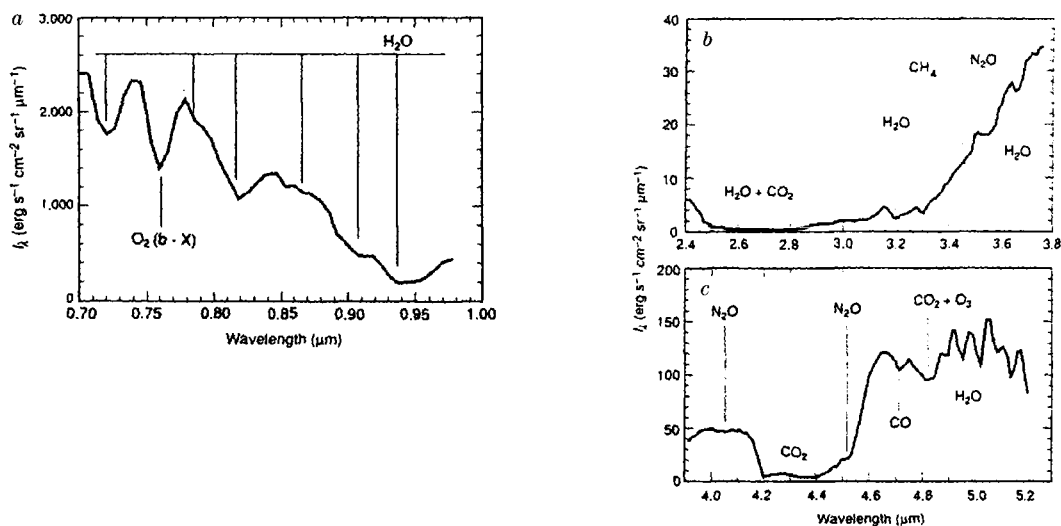 a
3.000
2.000
1.000
0
I_λ (erg s⁻¹ cm⁻² sr⁻¹ μm⁻¹)
H₂O
O₂ (b - X)
0.70 0.75 0.80 0.85 0.90 0.95 1.00
Wavelength (μm)
b
40
30
20
10
0
I_λ (erg s⁻¹ cm⁻² sr⁻¹ μm⁻¹)
N₂O
CH₄
H₂O
H₂O
H₂O + CO₂
2.4 2.6 2.8 3.0 3.2 3.4 3.5 3.8
c
200
150
100
50
0
N₂O
N₂O
CO₂ + O₃
H₂O
CO
CO₂
4.0 4.2 4.4 4.6 4.8 5.0 5.2
Wavelength (μm)